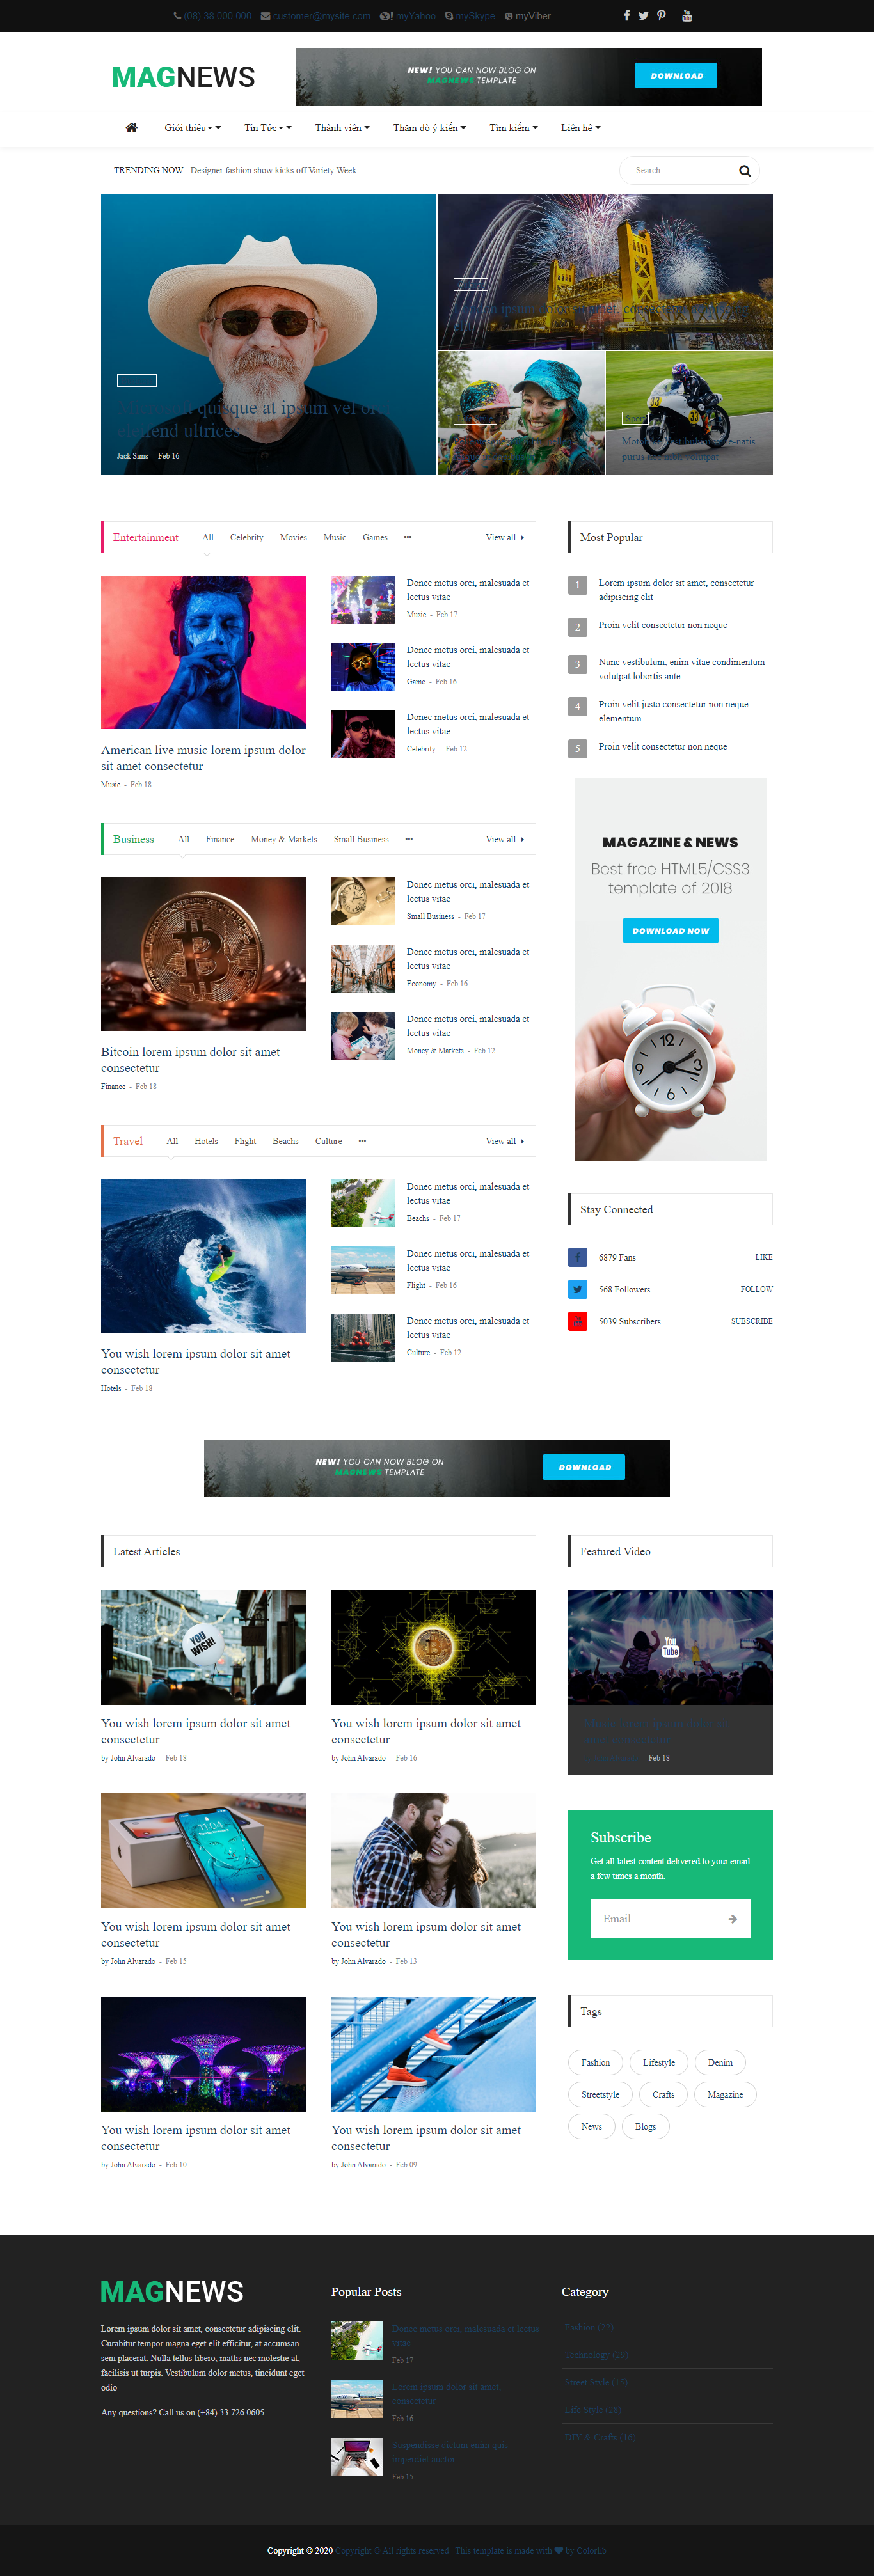 (08) 38.000.000 customer@mysite.com myYahoo mySkype myViber
MAGNEWS
NEW! YOU CAN NOW BLOG ON
MAGNEWS TEMPLATE
DOWNLOAD
Giới thiệu Tin Tức Thành viên Thăm dò ý kiến Tìm kiếm Liên hệ
TRENDING NOW: Designer fashion show kicks off Variety Week
Search
quisque at ipsum vel orci
eleifend ultrices
Jack Sims - Feb 16
Entertainment All Celebrity Movies Music Games ••• View all
American live music lorem ipsum dolor
sit amet consectetur
Music - Feb 18
Donec metus orci, malesuada et
lectus vitae
Music - Feb 17
Donec metus orci, malesuada et
lectus vitae
Game - Feb 16
Donec metus orci, malesuada et
lectus vitae
Celebrity - Feb 12
Most Popular
1 Lorem ipsum dolor sit amet, consectetur
adipiscing elit
2 Proin velit consectetur non neque
3 Nunc vestibulum, enim vitae condimentum
volutpat lobortis ante
4 Proin velit justo consectetur non neque
elementum
5 Proin velit consectetur non neque
MAGAZINE & NEWS
Best free HTML5/CSS3
template of 2018
DOWNLOAD NOW
Business All Finance Money & Markets Small Business ••• View all
Bitcoin lorem ipsum dolor sit amet
consectetur
Finance - Feb 18
Donec metus orci, malesuada et
lectus vitae
Small Business - Feb 17
Donec metus orci, malesuada et
lectus vitae
Economy - Feb 16
Donec metus orci, malesuada et
lectus vitae
Money & Markets - Feb 12
Travel All Hotels Flight Beachs Culture ••• View all
You wish lorem ipsum dolor sit amet
consectetur
Hotels - Feb 18
Donec metus orci, malesuada et
lectus vitae
Beachs - Feb 17
Donec metus orci, malesuada et
lectus vitae
Flight - Feb 16
Donec metus orci, malesuada et
lectus vitae
Culture - Feb 12
Stay Connected
6879 Fans LIKE
568 Followers FOLLOW
5039 Subscribers SUBSCRIBE
NEW! YOU CAN NOW BLOG ON
MAGNEWS TEMPLATE
DOWNLOAD
Latest Articles
YOU
WISH!
You wish lorem ipsum dolor sit amet
consectetur
by John Alvarado - Feb 18
You wish lorem ipsum dolor sit amet
consectetur
by John Alvarado - Feb 16
11:04
You wish lorem ipsum dolor sit amet
consectetur
by John Alvarado - Feb 15
You wish lorem ipsum dolor sit amet
consectetur
by John Alvarado - Feb 13
You wish lorem ipsum dolor sit amet
consectetur
by John Alvarado - Feb 10
You wish lorem ipsum dolor sit amet
consectetur
by John Alvarado - Feb 09
Featured Video
You
Tube
- Feb 18
Subscribe
Get all latest content delivered to your email
a few times a month.
Email
Tags
Fashion Lifestyle Denim
Streetstyle Crafts Magazine
News Blogs
MAGNEWS
Lorem ipsum dolor sit amet, consectetur adipiscing elit.
Curabitur tempor magna eget elit efficitur, at accumsan
sem placerat. Nulla tellus libero, mattis nec molestie at,
facilisis ut turpis. Vestibulum dolor metus, tincidunt eget
odio
Any questions? Call us on (+84) 33 726 0605
Popular Posts
Donec metus orci, malesuada et lectus
vitae
Feb 17
Lorem ipsum dolor sit amet,
consectetur
Feb 16
Suspendisse dictum enim quis
imperdiet auctor
Feb 15
Category
Fashion (22)
Technology (29)
Street Style (15)
Life Style (28)
DIY & Crafts (16)
Copyright © 2020 Copyright © All rights reserved | This template is made with by Colorlib